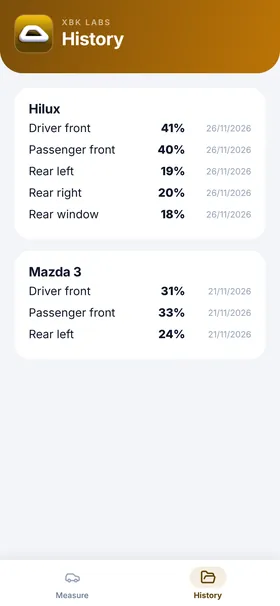 XBK LABS
History
Hilux
Driver front 41% 26/11/2026
Passenger front 40% 26/11/2026
Rear left 19% 26/11/2026
Rear right 20% 26/11/2026
Rear window 18% 26/11/2026
Mazda 3
Driver front 31% 21/11/2026
Passenger front 33% 21/11/2026
Rear left 24% 21/11/2026
Measure History